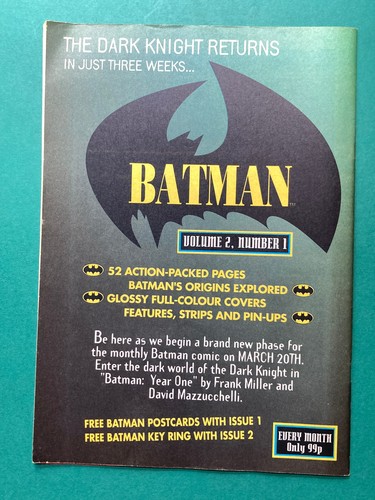 THE DARK KNIGHT RETURNS
IN JUST THREE WEEKS...
BATMAN™
VOLUME 2, NUMBER 1
52 ACTION-PACKED PAGES
BATMAN'S ORIGINS EXPLORED
GLOSSY FULL-COLOUR COVERS
FEATURES, STRIPS AND PIN-UPS
Be here as we begin a brand new phase for
the monthly Batman comic on MARCH 20TH.
Enter the dark world of the Dark Knight in
"Batman: Year One" by Frank Miller and
David Mazzucchelli.
FREE BATMAN POSTCARDS WITH ISSUE 1
FREE BATMAN KEY RING WITH ISSUE 2
EVERY MONTH
Only 99p